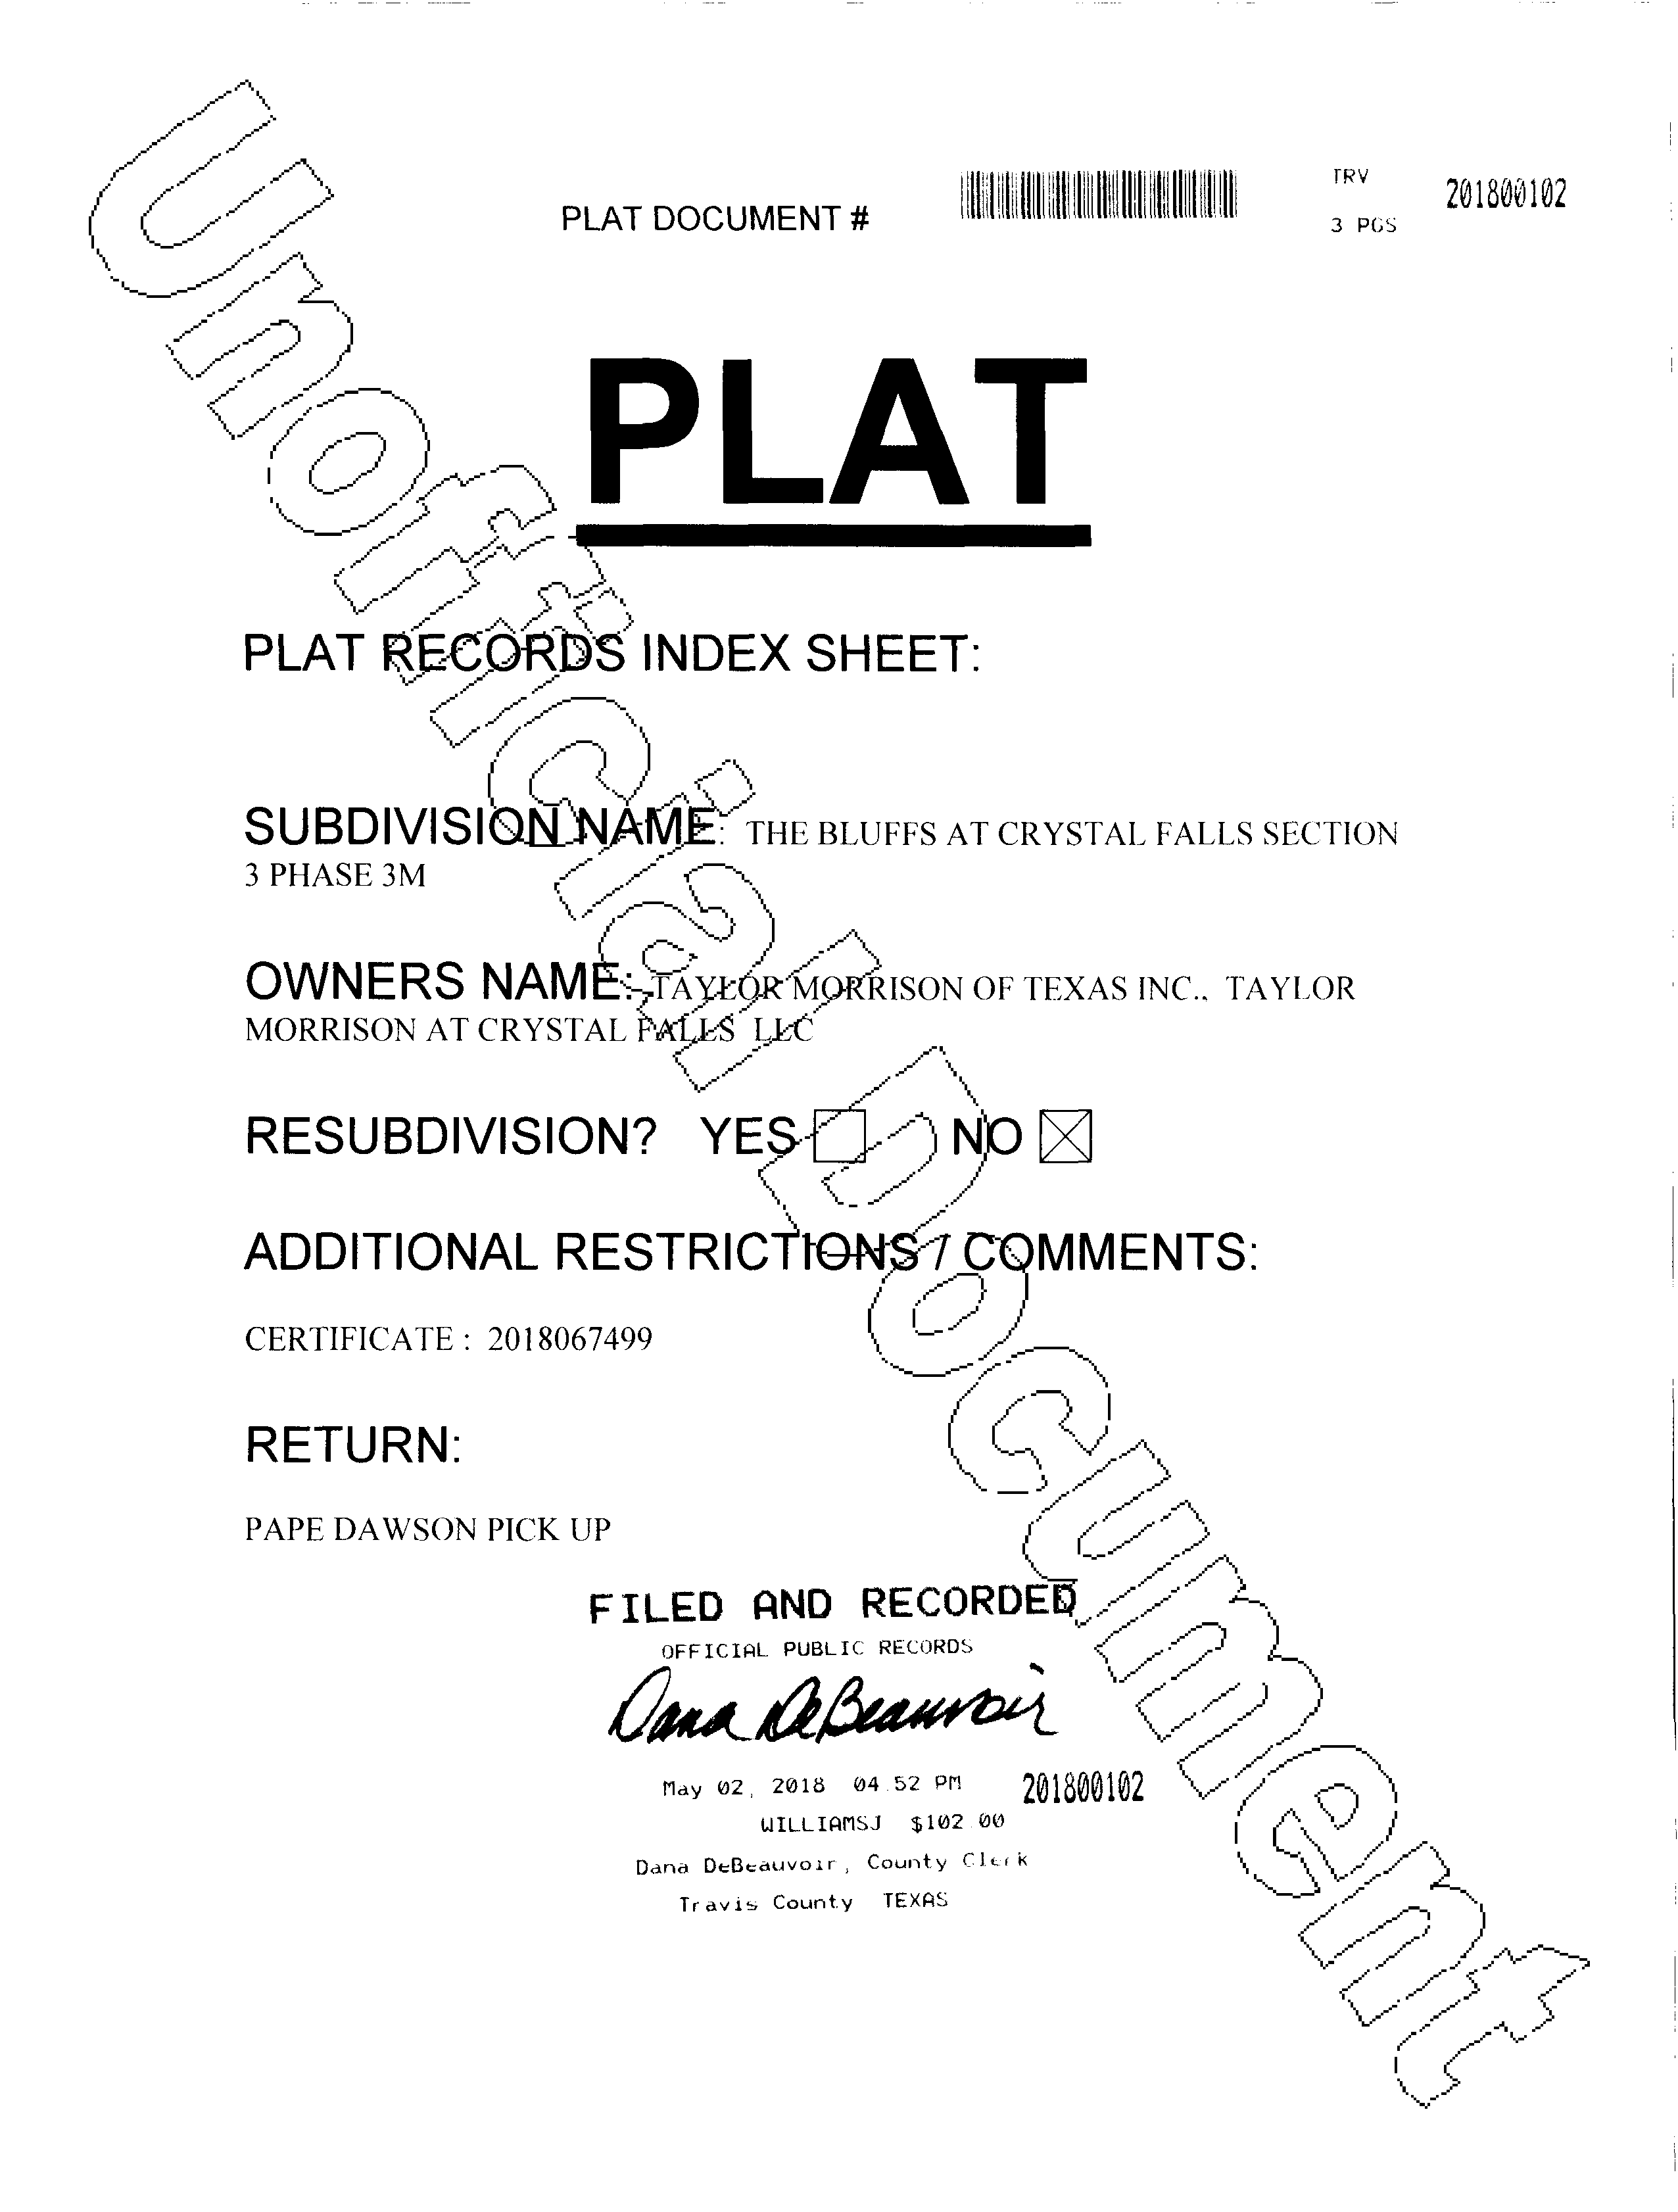 TRV
PLAT DOCUMENT # 201800102
3 PGS
PLAT
PLAT RECORDS INDEX SHEET:
SUBDIVISION NAME: THE BLUFFS AT CRYSTAL FALLS SECTION
3 PHASE 3M
OWNERS NAME: TAYLOR MORRISON OF TEXAS INC., TAYLOR
MORRISON AT CRYSTAL FALLS LLC
RESUBDIVISION? YES NO
ADDITIONAL RESTRICTIONS / COMMENTS:
CERTIFICATE : 2018067499
RETURN:
PAPE DAWSON PICK UP
FILED AND RECORDED
OFFICIAL PUBLIC RECORDS
Dana DeBeauvoir
May 02, 2018 04:52 PM 201800102
WILLIAMSJ $102.00
Dana DeBeauvoir, County Clerk
Travis County TEXAS
Unofficial Document